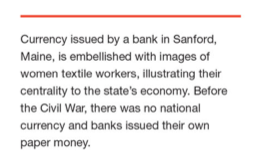 Currency issued by a bank in Sanford,
Maine, is embellished with images of
women textile workers, illustrating their
centrality to the state's economy. Before
the Civil War, there was no national
currency and banks issued their own
paper money.